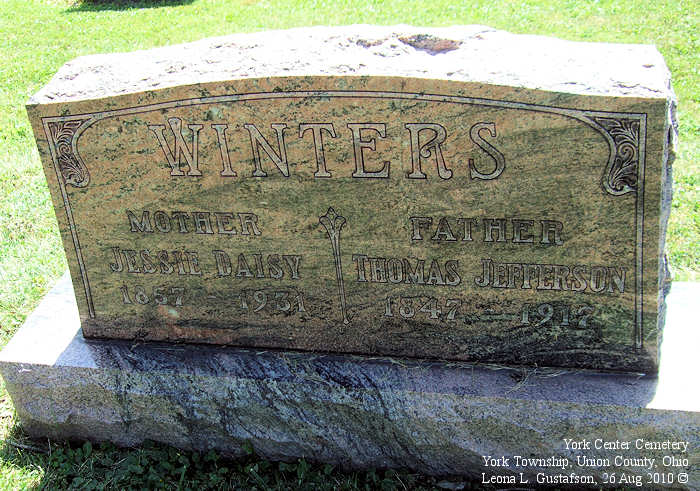 WINTERS
MOTHER
JESSIE DAISY
1857 – 1931
FATHER
THOMAS JEFFERSON
1847 – 1917
York Center Cemetery
York Township, Union County, Ohio
Leona L. Gustafson, 26 Aug 2010 ©